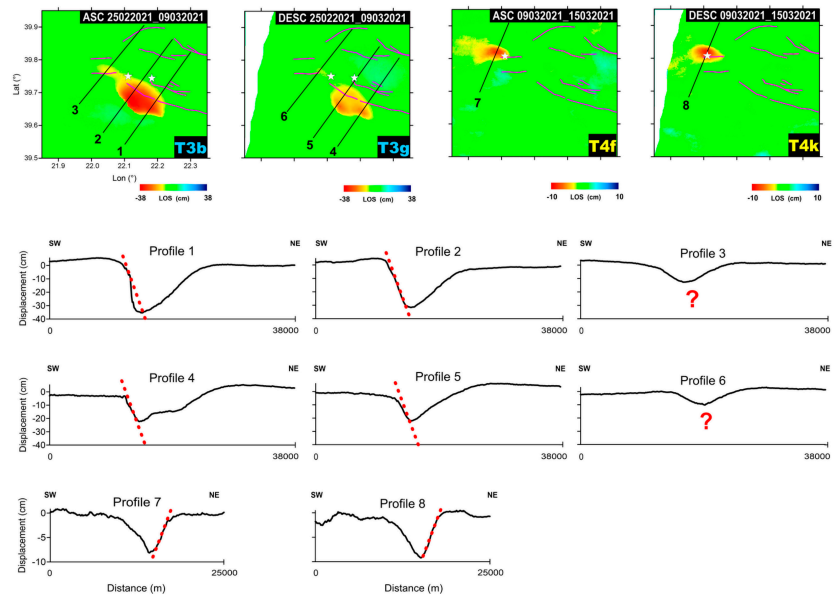 ASC 25022021_09032021
DESC 25022021_09032021
ASC 09032021_15032021
DESC 09032021_15032021
39.9
39.8
39.7
39.6
39.5
Lat (°)
3
2
1
T3b
6
5
4
T3g
7
T4f
8
T4k
21.9 22.0 22.1 22.2 22.3
Lon (°)
-38 LOS (cm) 38
-38 LOS (cm) 38
-10 LOS (cm) 10
-10 LOS (cm) 10
SW Profile 1 NE
SW Profile 2 NE
SW Profile 3 NE
Displacement (cm)
0
-10
-20
-30
-40
?
0 38000
0 38000
0 38000
SW Profile 4 NE
SW Profile 5 NE
SW Profile 6 NE
Displacement (cm)
0
-10
-20
-30
-40
?
0 38000
0 38000
0 38000
SW Profile 7 NE
SW Profile 8 NE
Displacement (cm)
0
-5
-10
0 25000
0 25000
Distance (m)
Distance (m)